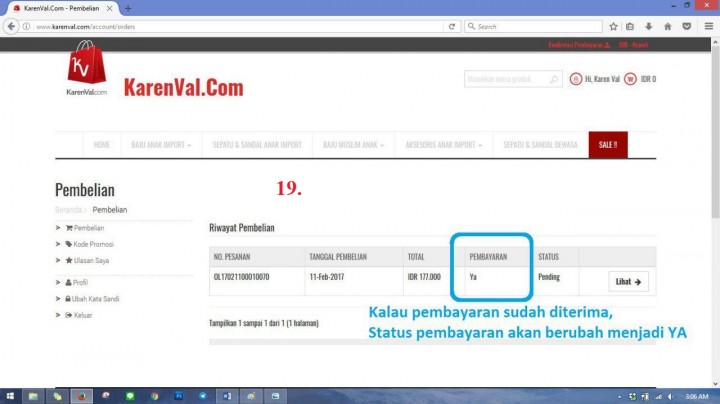 KarenVal.Com - Pembelian
www.karenval.com/account/orders
Search
Konfirmasi Pembayaran
IDR - Rupiah
KV
KarenVal.com
KarenVal.Com
Masukkan nama produk
Hi, Karen Val
IDR 0
HOME
BAJU ANAK IMPORT
SEPATU & SANDAL ANAK IMPORT
BAJU MUSLIM ANAK
AKSESORIS ANAK IMPORT
SEPATU & SANDAL DEWASA
SALE !!
Pembelian
19.
Beranda > Pembelian
> Pembelian
> Kode Promosi
> Ulasan Saya
> Profil
> Ubah Kata Sandi
> Keluar
Riwayat Pembelian
NO. PESANAN TANGGAL PEMBELIAN TOTAL PEMBAYARAN STATUS
OL17021100010070 11-Feb-2017 IDR 177.000 Ya Pending Lihat
Tampilkan 1 sampai 1 dari 1 (1 halaman)
Kalau pembayaran sudah diterima,
Status pembayaran akan berubah menjadi YA
3:06 AM